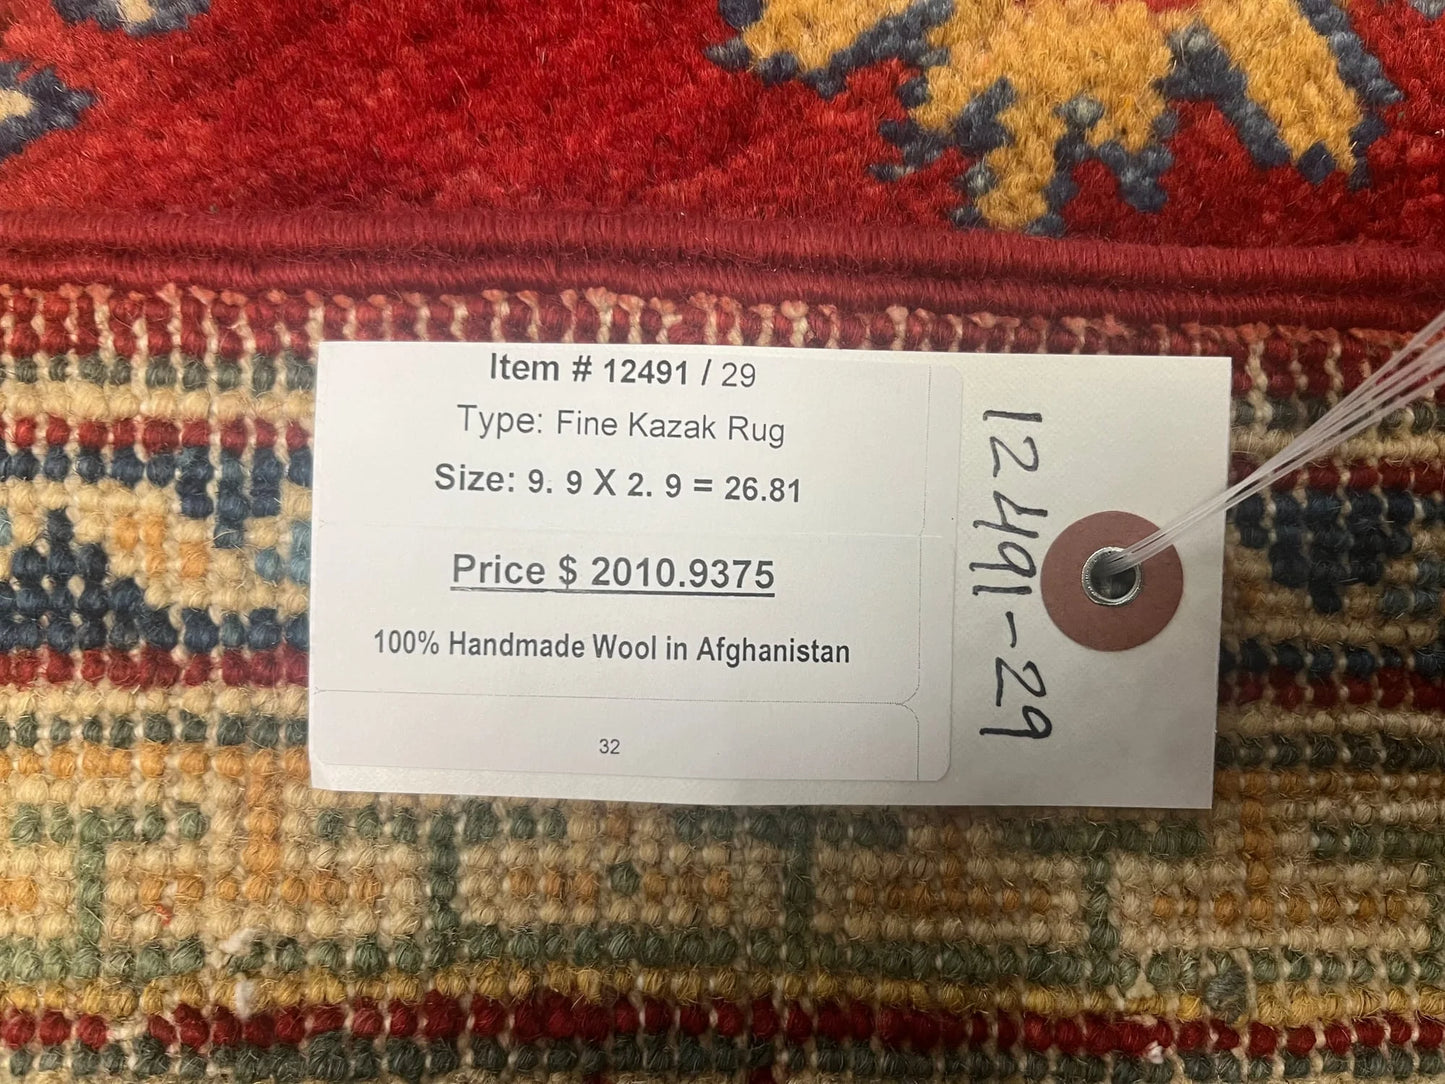 Item # 12491 / 29
Type: Fine Kazak Rug
Size: 9. 9 X 2. 9 = 26.81
Price $ 2010.9375
100% Handmade Wool in Afghanistan
32
12491-29